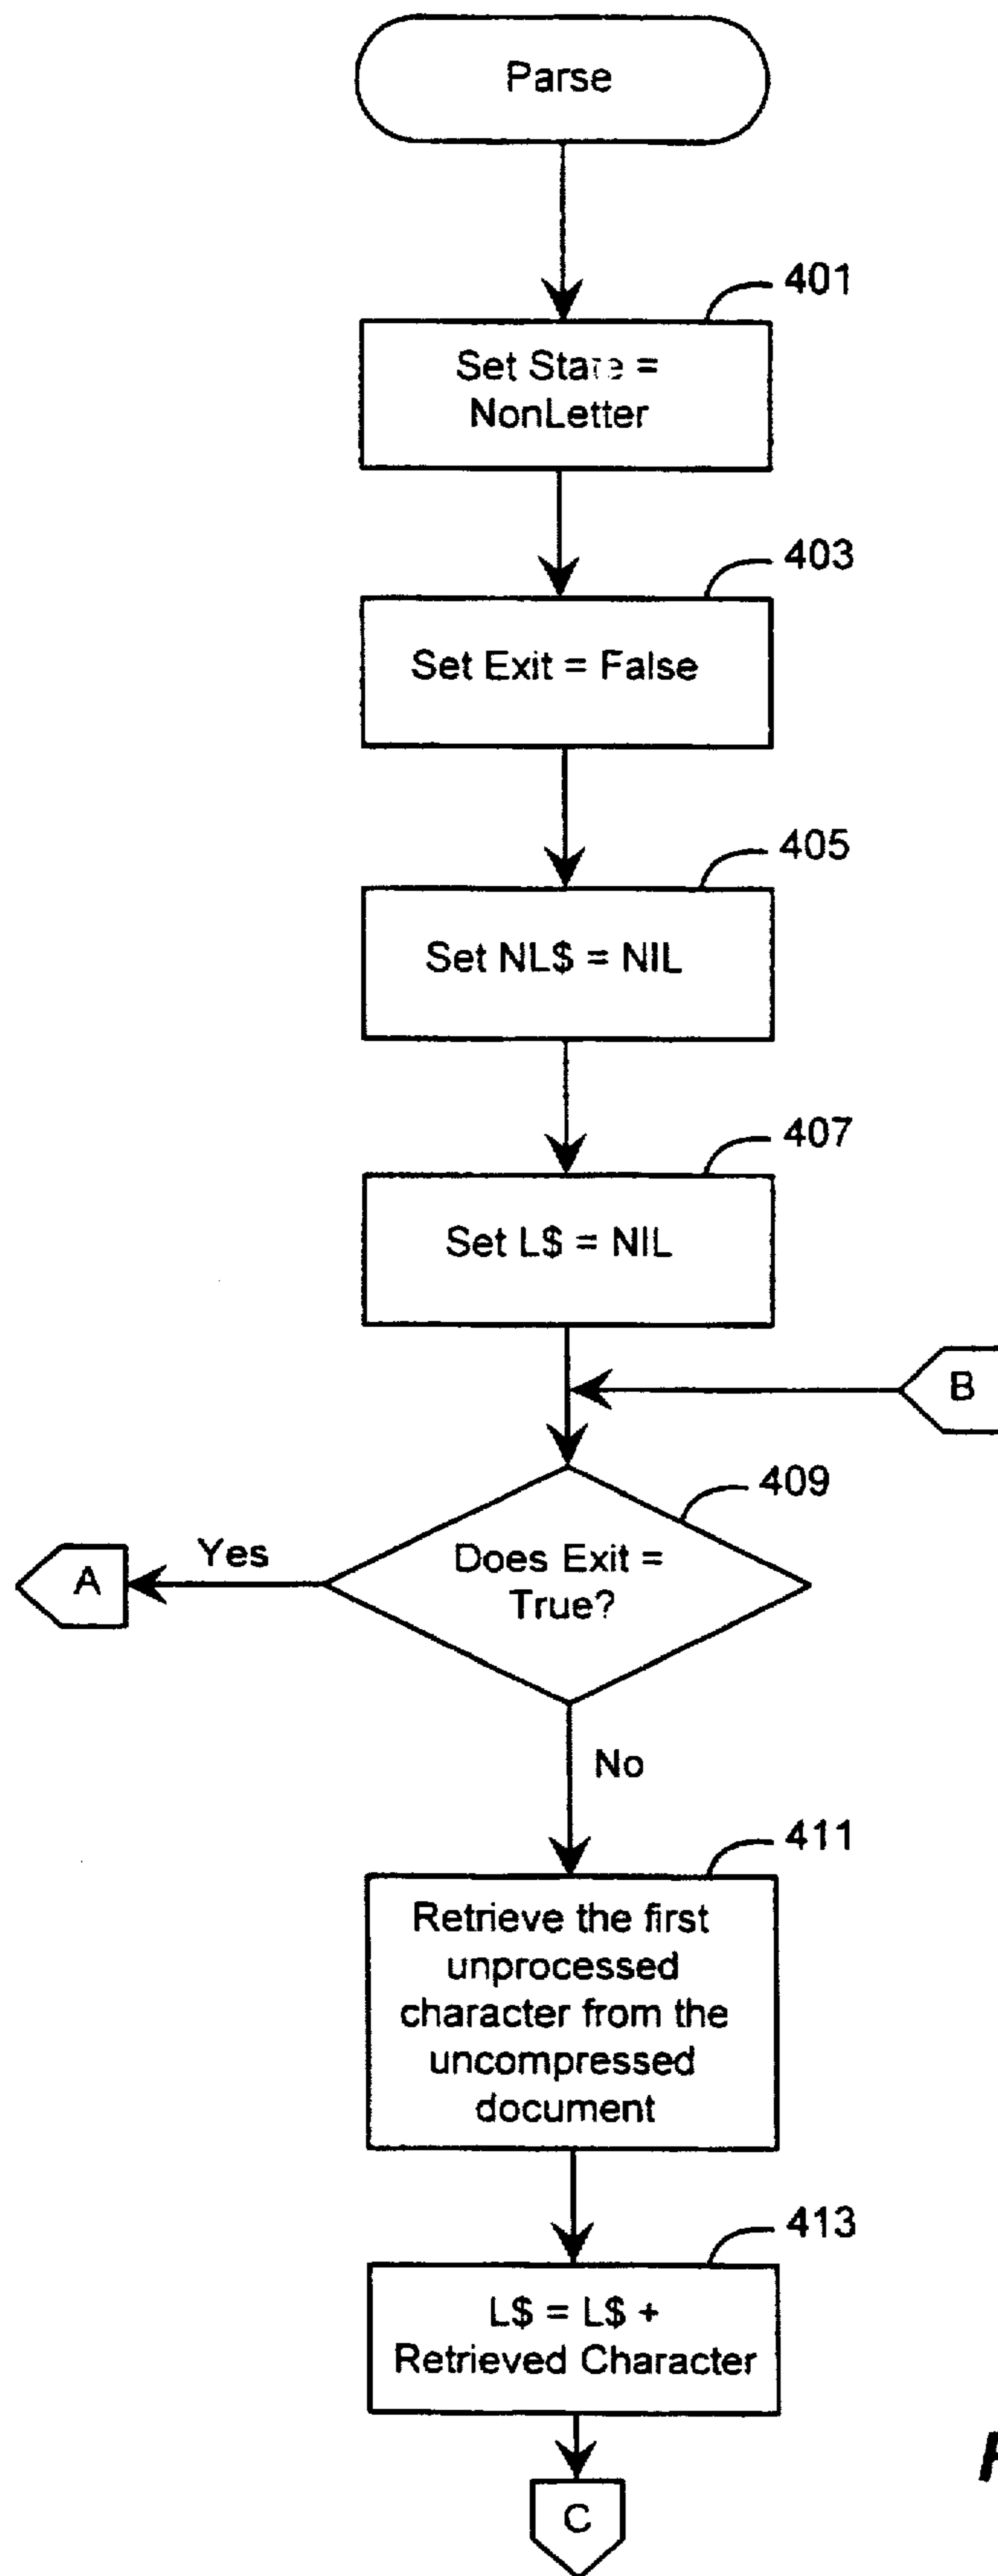 Parse
401
Set State =
NonLetter
403
Set Exit = False
405
Set NL$ = NIL
407
Set L$ = NIL
B
409
Does Exit =
True?
Yes
A
No
411
Retrieve the first
unprocessed
character from the
uncompressed
document
413
L$ = L$ +
Retrieved Character
C